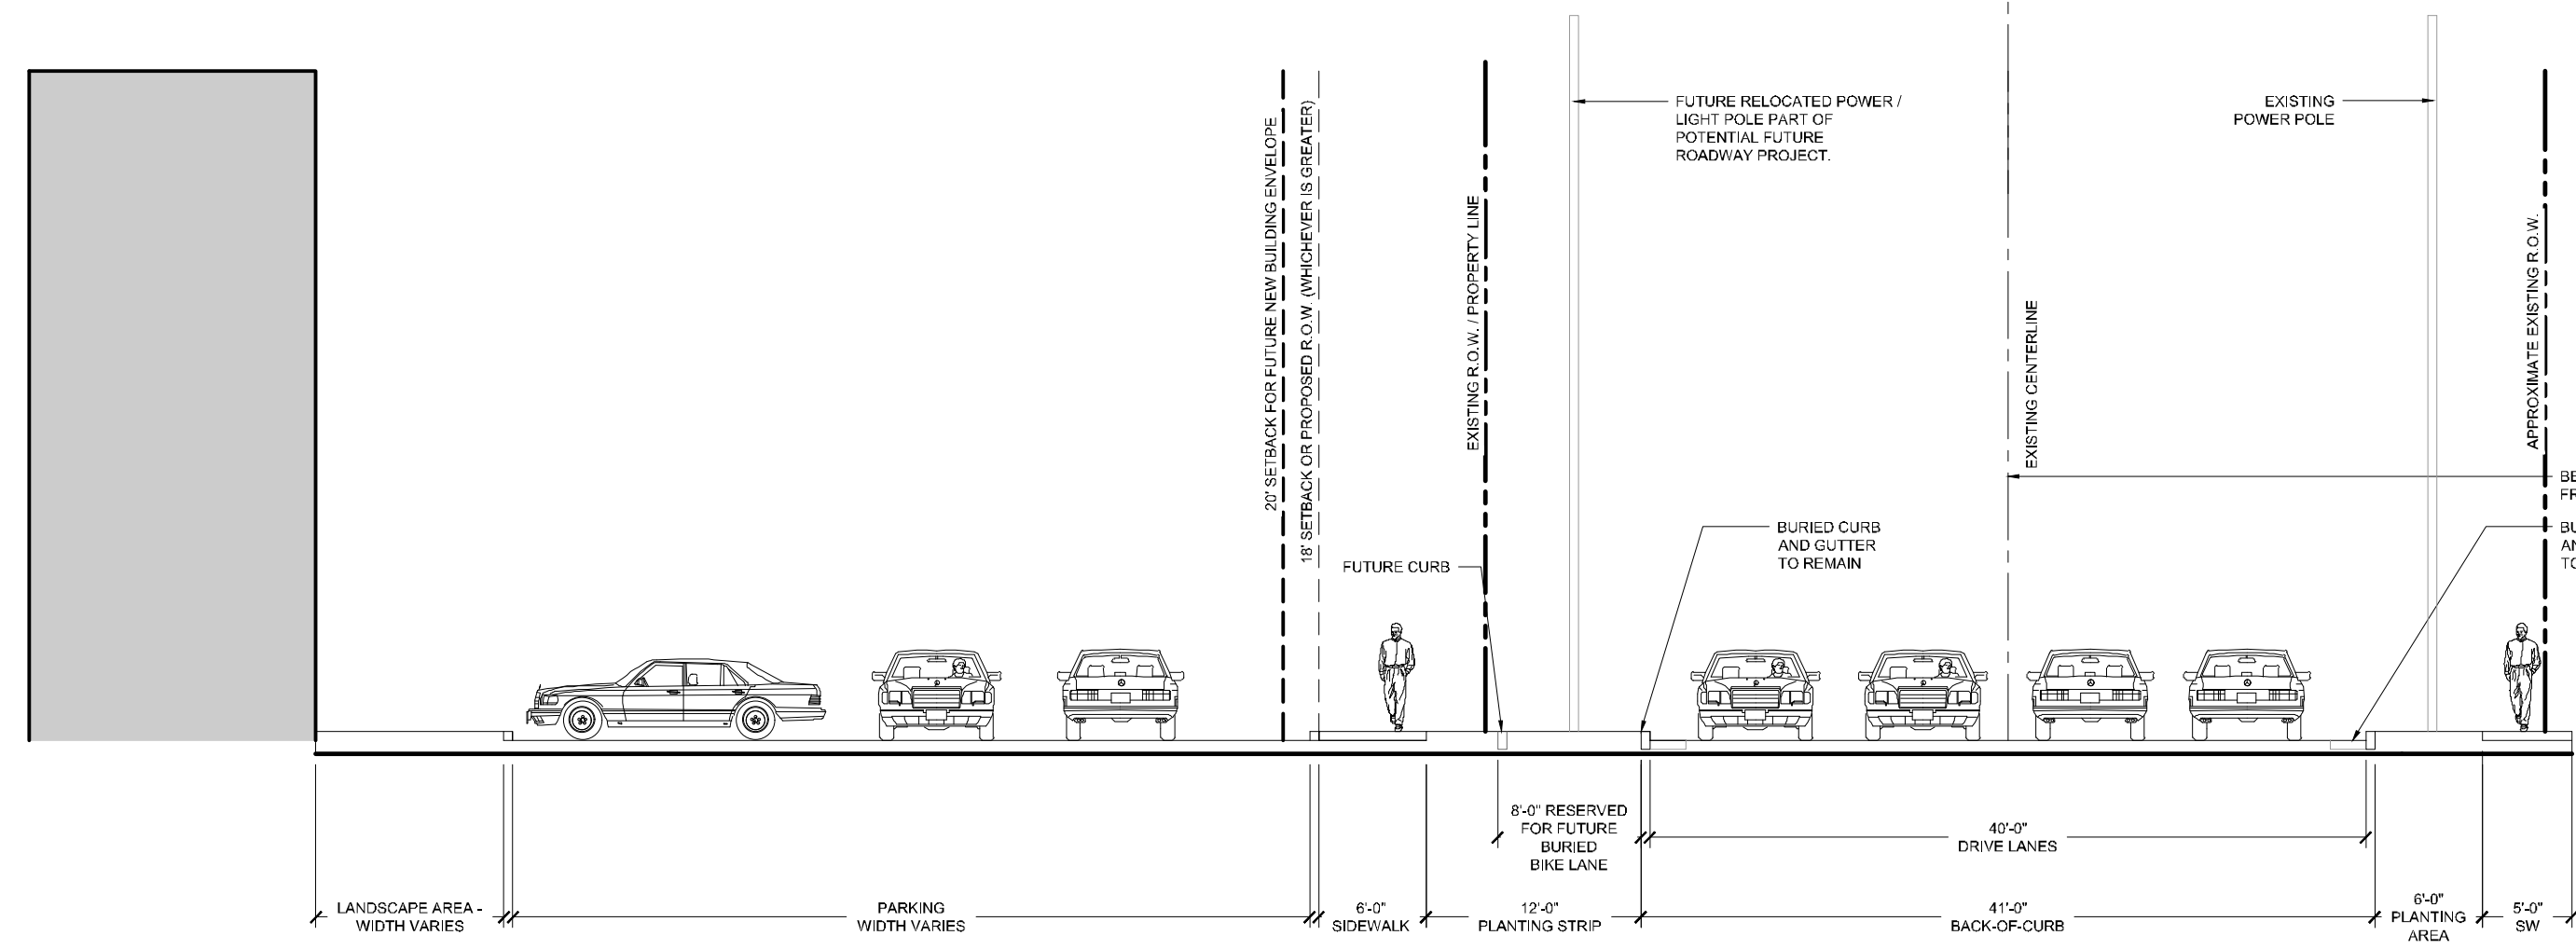 20' SETBACK FOR FUTURE NEW BUILDING ENVELOPE
18' SETBACK OR PROPOSED R.O.W. (WHICHEVER IS GREATER)
EXISTING R.O.W. / PROPERTY LINE
FUTURE RELOCATED POWER /
LIGHT POLE PART OF
POTENTIAL FUTURE
ROADWAY PROJECT.
EXISTING CENTERLINE
EXISTING
POWER POLE
APPROXIMATE EXISTING R.O.W.
FUTURE CURB
BURIED CURB
AND GUTTER
TO REMAIN
8'-0" RESERVED
FOR FUTURE
BURIED
BIKE LANE
40'-0"
DRIVE LANES
LANDSCAPE AREA -
WIDTH VARIES
PARKING
WIDTH VARIES
6'-0"
SIDEWALK
12'-0"
PLANTING STRIP
41'-0"
BACK-OF-CURB
6'-0"
PLANTING
AREA
5'-0"
SW